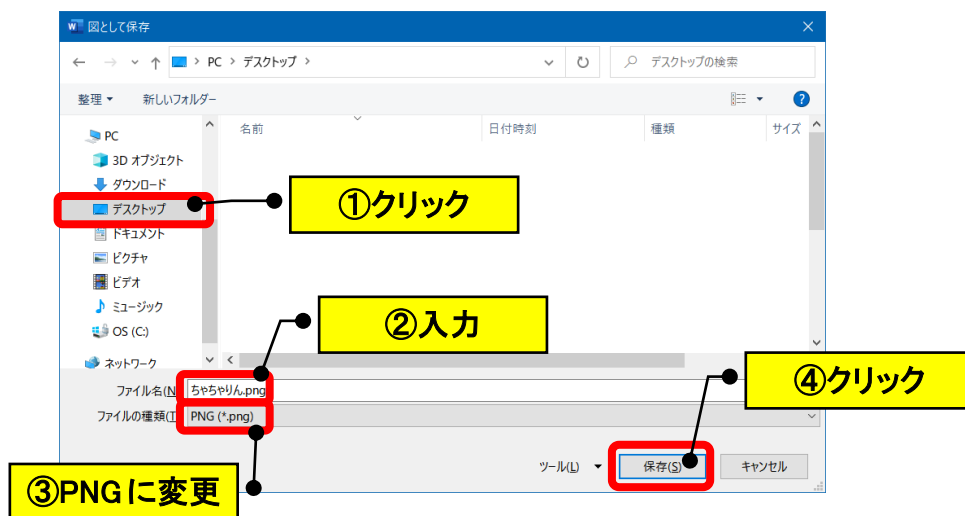 図として保存
PC > デスクトップ >
デスクトップの検索
整理
新しいフォルダー
名前
日付時刻
種類
サイズ
PC
3D オブジェクト
ダウンロード
デスクトップ
ドキュメント
ピクチャ
ビデオ
ミュージック
OS (C:)
ネットワーク
①クリック
②入力
ファイル名(N
ちゃちゃりん.png
ファイルの種類(T
PNG (*.png)
③PNGに変更
④クリック
ツール(L)
保存(S)
キャンセル